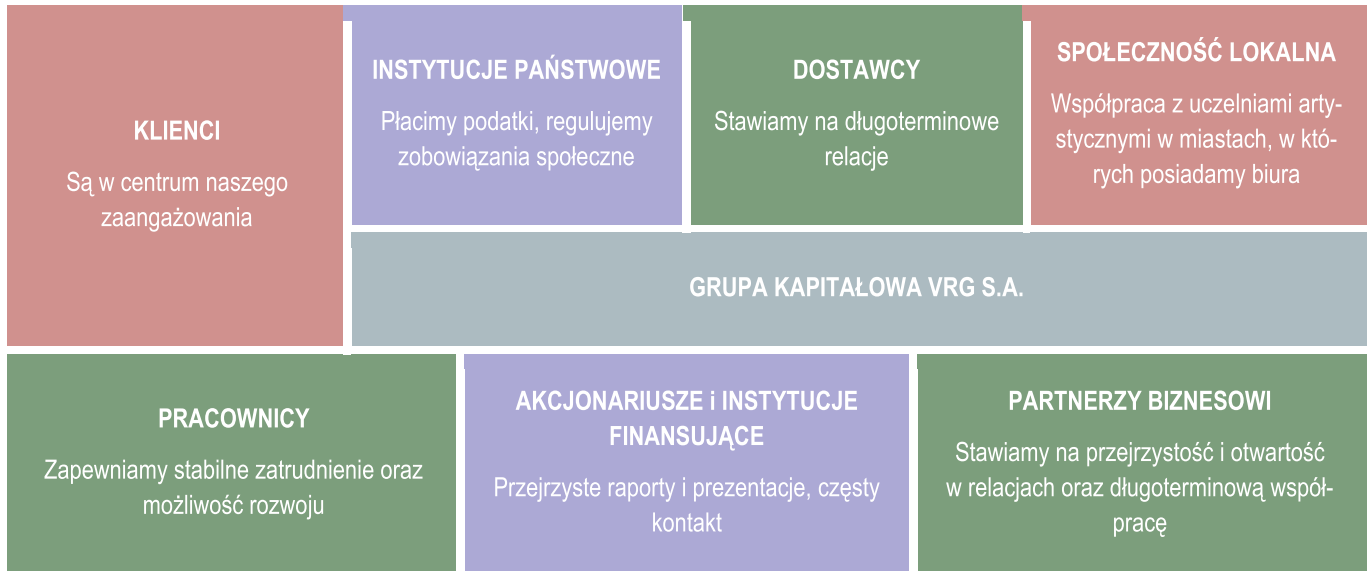 KLIENCI
Są w centrum naszego
zaangażowania
INSTYTUCJE PAŃSTWOWE
Płacimy podatki, regulujemy
zobowiązania społeczne
DOSTAWCY
Stawiamy na długoterminowe
relacje
SPOŁECZNOŚĆ LOKALNA
Współpraca z uczelniami arty-
stycznymi w miastach, w któ-
rych posiadamy biura
GRUPA KAPITAŁOWA VRG S.A.
PRACOWNICY
Zapewniamy stabilne zatrudnienie oraz
możliwość rozwoju
AKCJONARIUSZE i INSTYTUCJE
FINANSUJĄCE
Przejrzyste raporty i prezentacje, częsty
kontakt
PARTNERZY BIZNESOWI
Stawiamy na przejrzystość i otwartość
w relacjach oraz długoterminową współ-
pracę